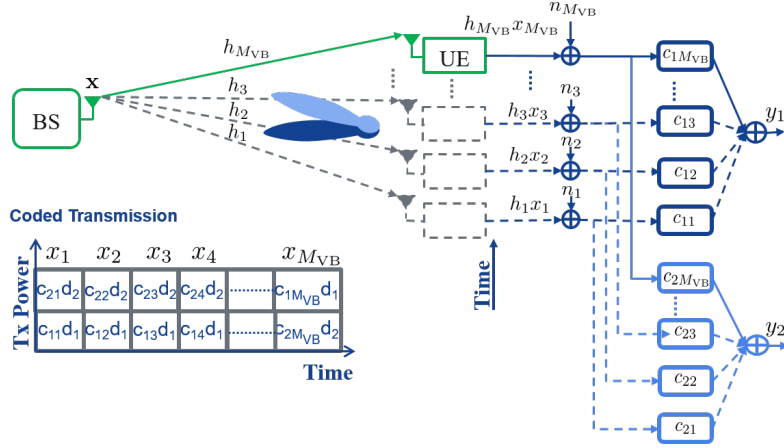 n_{M_{VB}}
h_{M_{VB}}x_{M_{VB}}
h_{M_{VB}}
UE
c_{1M_{VB}}
x
BS
h_3
h_2
h_1
n_3
h_3x_3
c_{13}
y_1
n_2
h_2x_2
c_{12}
n_1
h_1x_1
c_{11}
Time
Coded Transmission
x_1 x_2 x_3 x_4 x_{M_{VB}}
c_{21}d_2 c_{22}d_2 c_{23}d_2 c_{24}d_2 .......... c_{1M_{VB}}d_1
c_{11}d_1 c_{12}d_1 c_{13}d_1 c_{14}d_1 .......... c_{2M_{VB}}d_2
Tx Power
Time
c_{2M_{VB}}
c_{23}
y_2
c_{22}
c_{21}